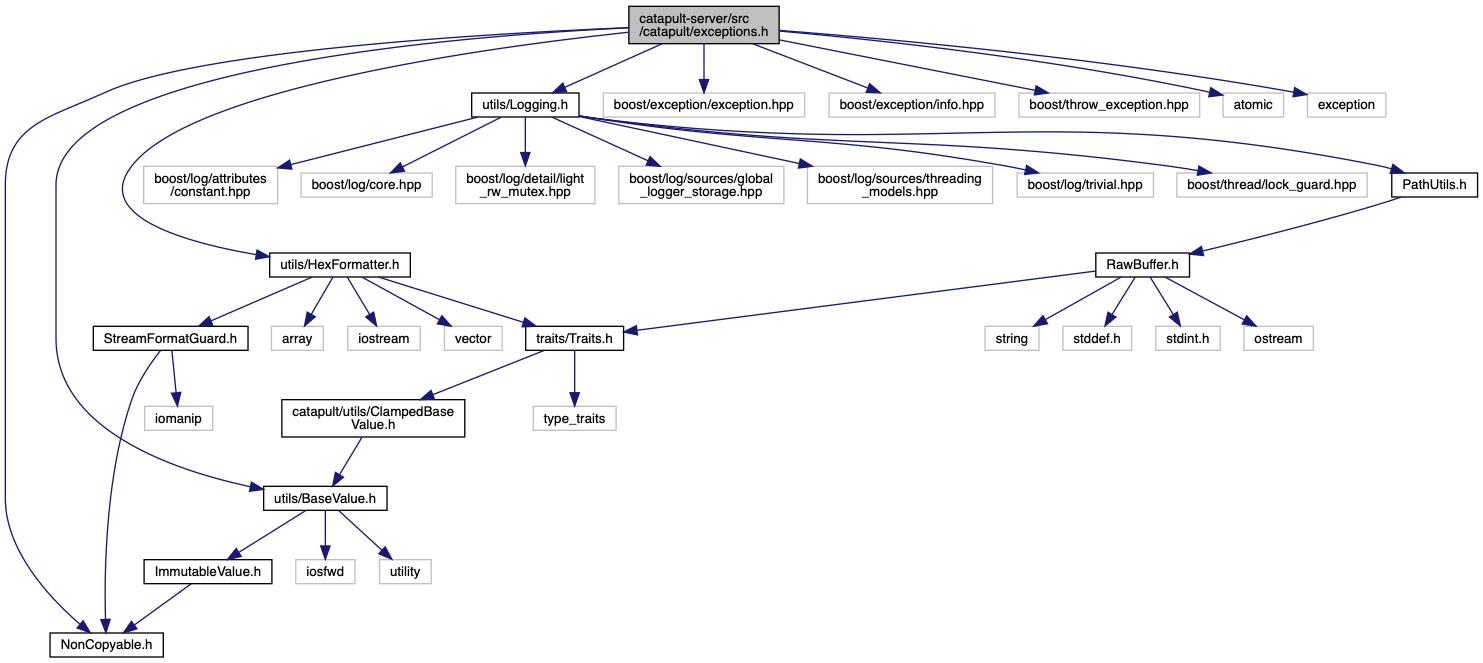 catapult-server/src
/catapult/exceptions.h
utils/Logging.h
boost/exception/exception.hpp
boost/exception/info.hpp
boost/throw_exception.hpp
atomic
exception
boost/log/attributes
/constant.hpp
boost/log/core.hpp
boost/log/detail/light
_rw_mutex.hpp
boost/log/sources/global
_logger_storage.hpp
boost/log/sources/threading
_models.hpp
boost/log/trivial.hpp
boost/thread/lock_guard.hpp
PathUtils.h
utils/HexFormatter.h
RawBuffer.h
StreamFormatGuard.h
array
iostream
vector
traits/Traits.h
string
stddef.h
stdint.h
ostream
iomanip
catapult/utils/ClampedBase
Value.h
type_traits
utils/BaseValue.h
ImmutableValue.h
iosfwd
utility
NonCopyable.h